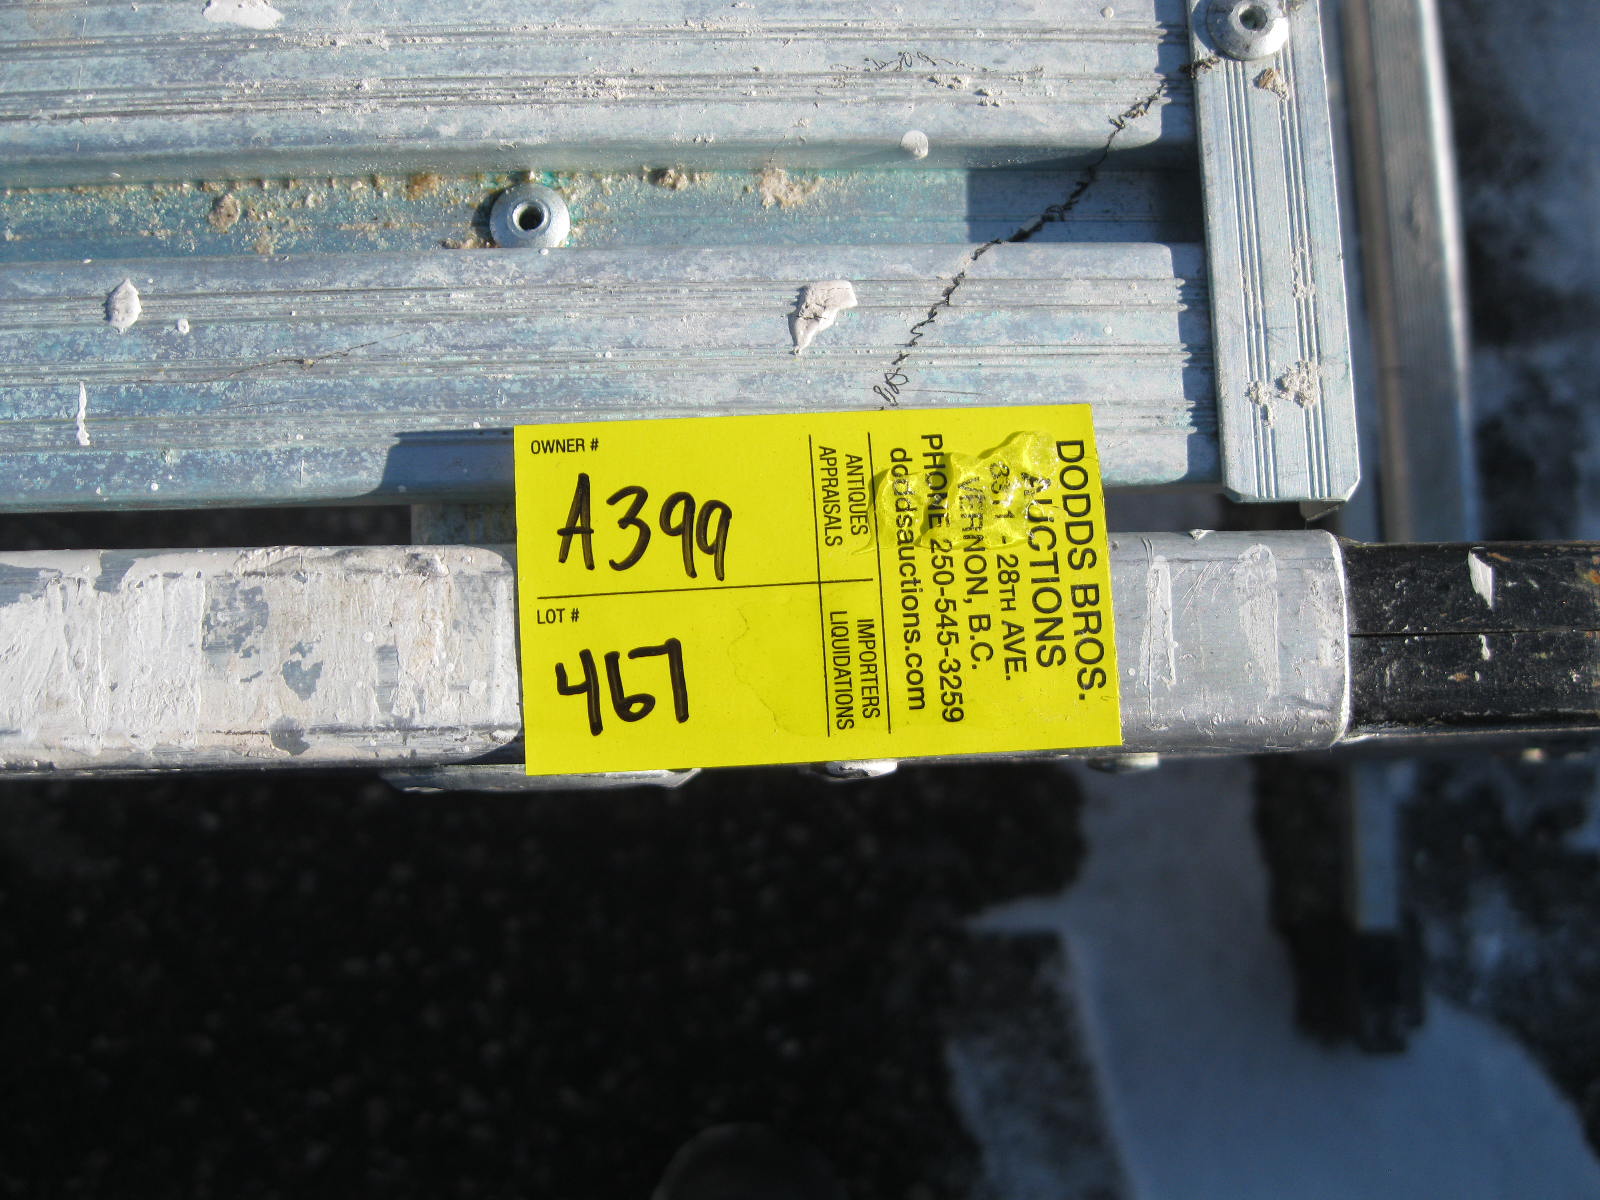 OWNER #
A399
LOT #
467
DODDS BROS.
AUCTIONS
28TH AVE.
VERNON, B.C.
PHONE 250-545-3259
doddsauctions.com
ANTIQUES
APPRAISALS
IMPORTERS
LIQUIDATIONS